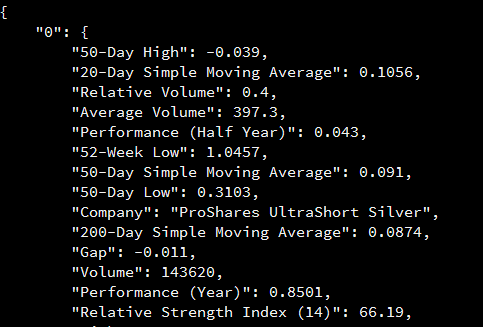 {
"0": {
"50-Day High": -0.039,
"20-Day Simple Moving Average": 0.1056,
"Relative Volume": 0.4,
"Average Volume": 397.3,
"Performance (Half Year)": 0.043,
"52-Week Low": 1.0457,
"50-Day Simple Moving Average": 0.091,
"50-Day Low": 0.3103,
"Company": "ProShares UltraShort Silver",
"200-Day Simple Moving Average": 0.0874,
"Gap": -0.011,
"Volume": 143620,
"Performance (Year)": 0.8501,
"Relative Strength Index (14)": 66.19,